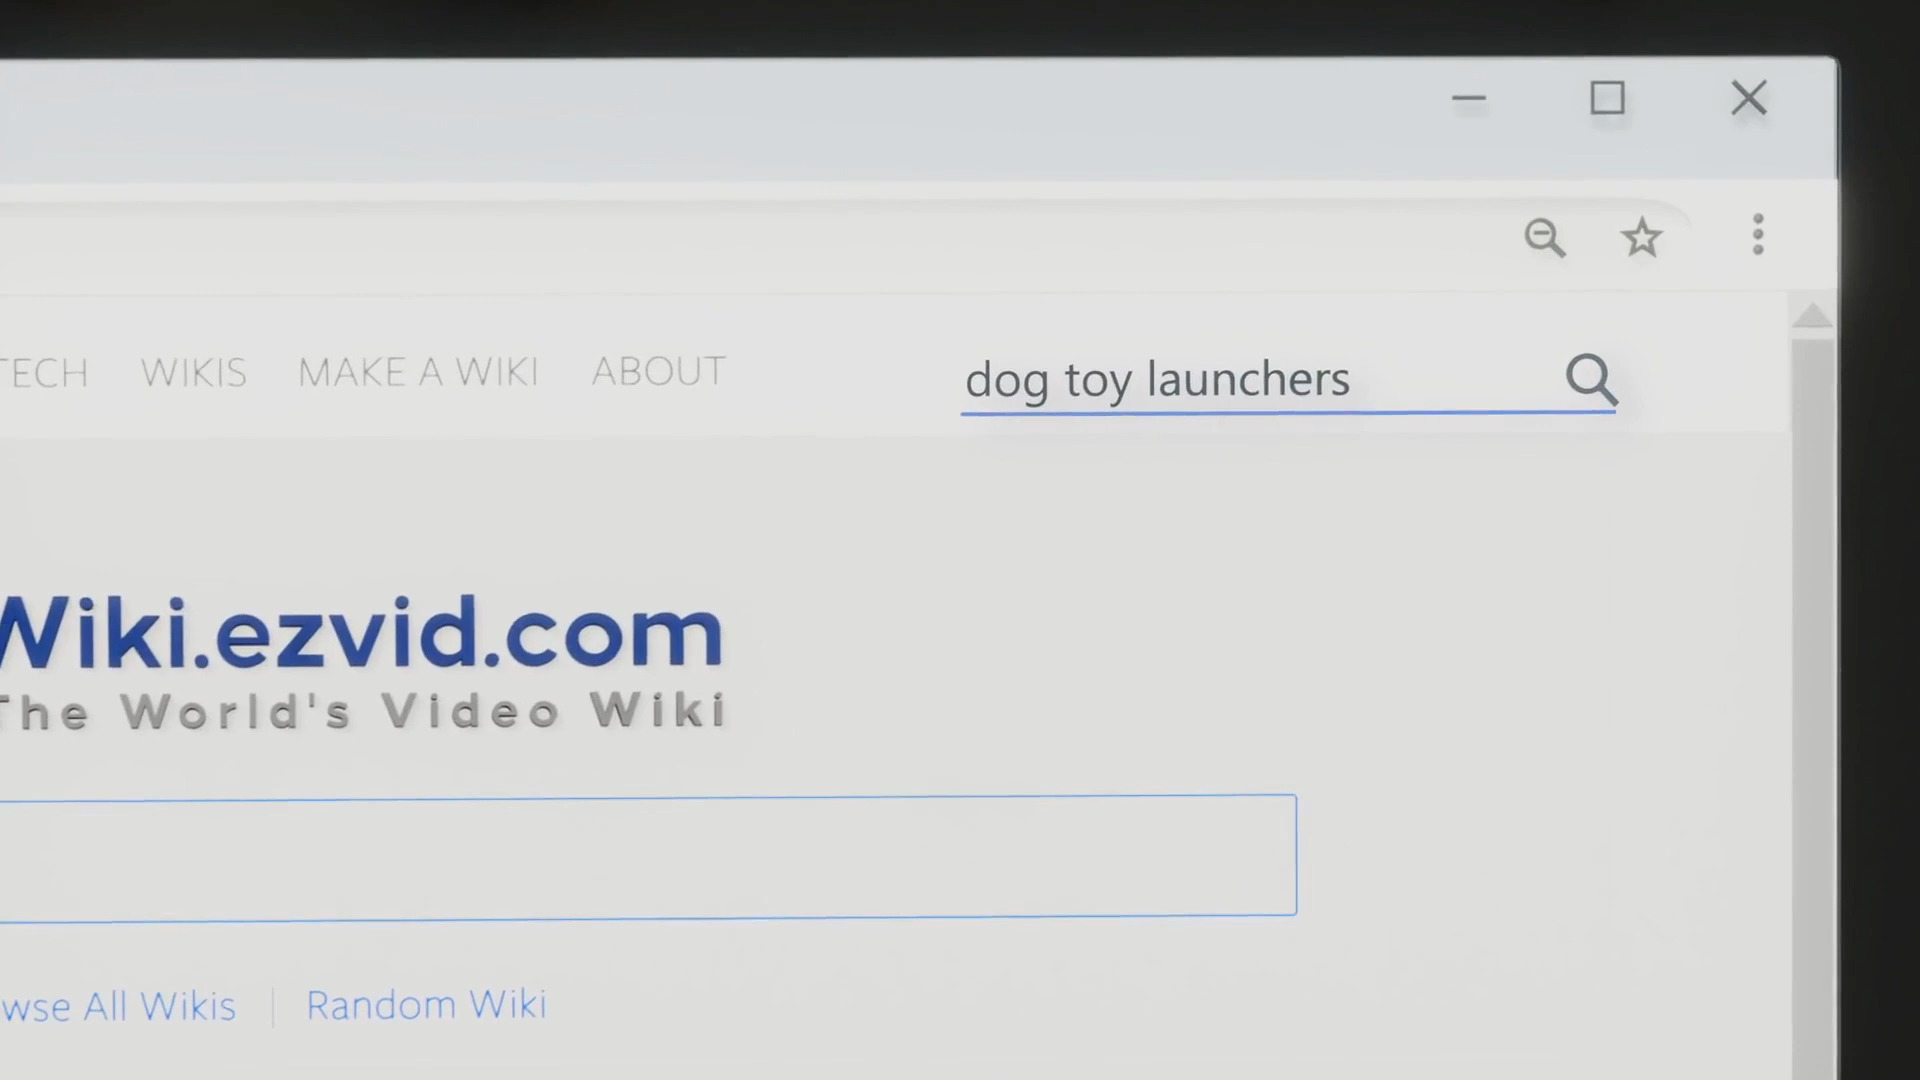 TECH WIKIS MAKE A WIKI ABOUT
dog toy launchers
Wiki.ezvid.com
The World's Video Wiki
wse All Wikis | Random Wiki